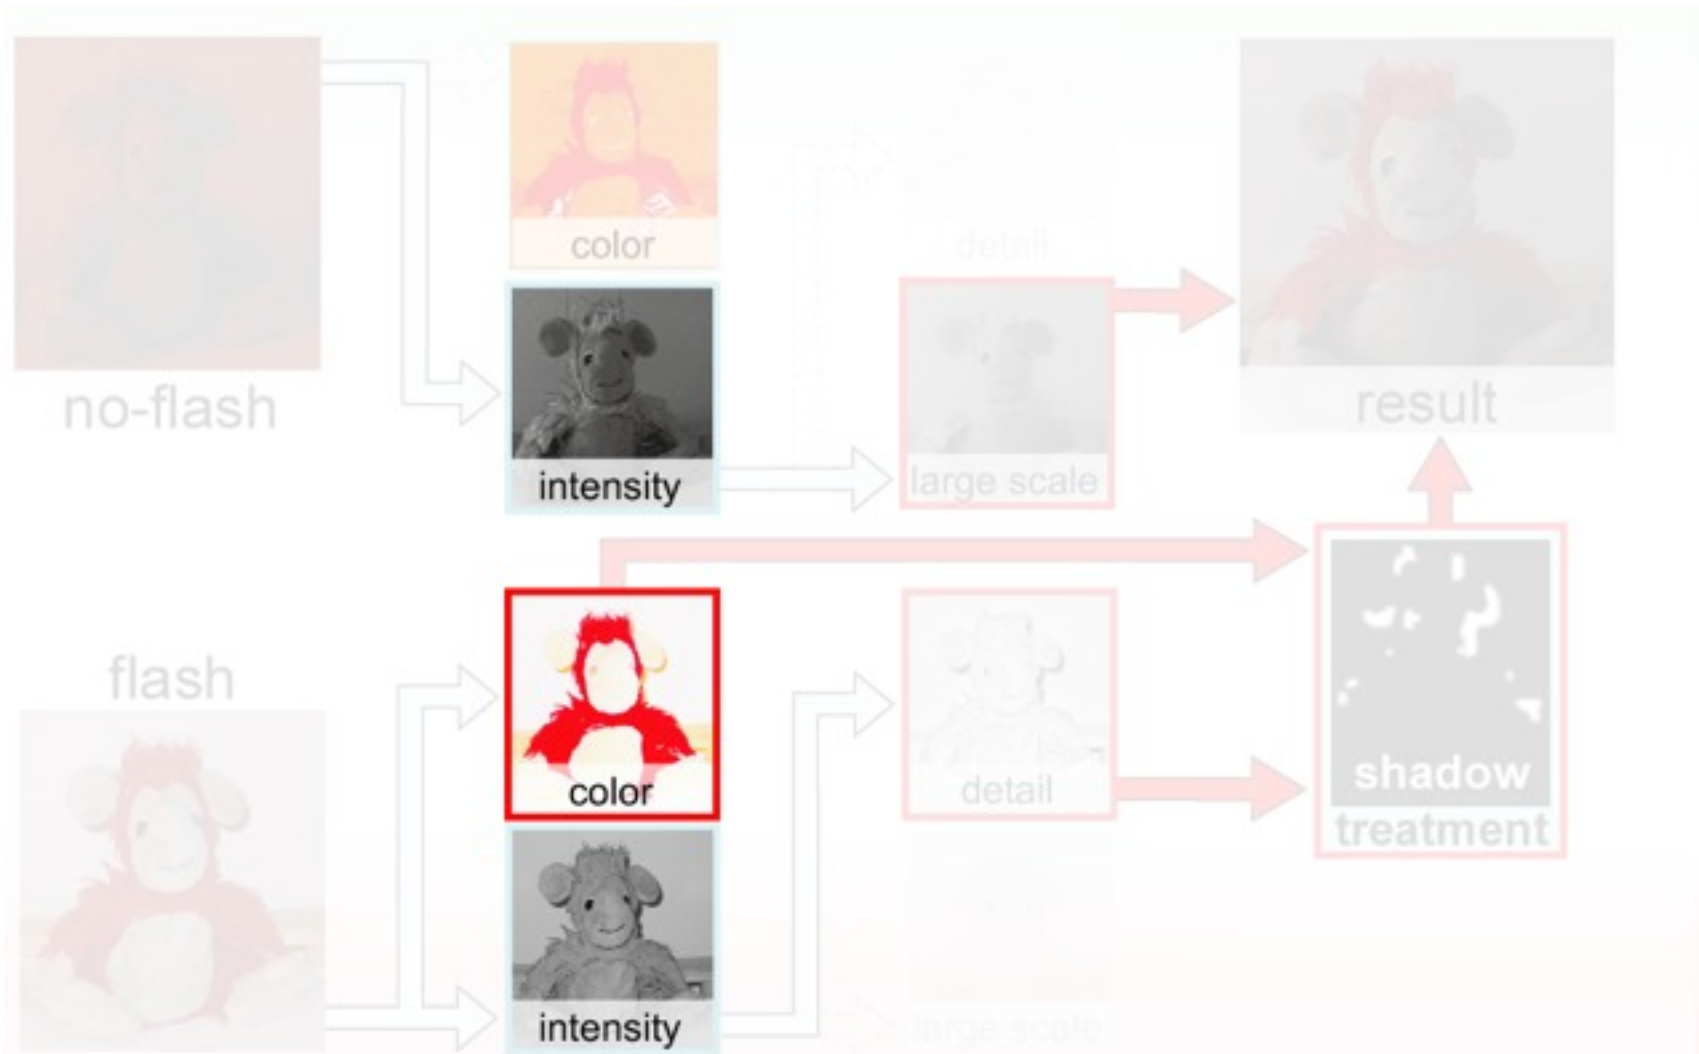 color
detail
no-flash
intensity
large scale
result
flash
color
detail
shadow
treatment
intensity
large scale